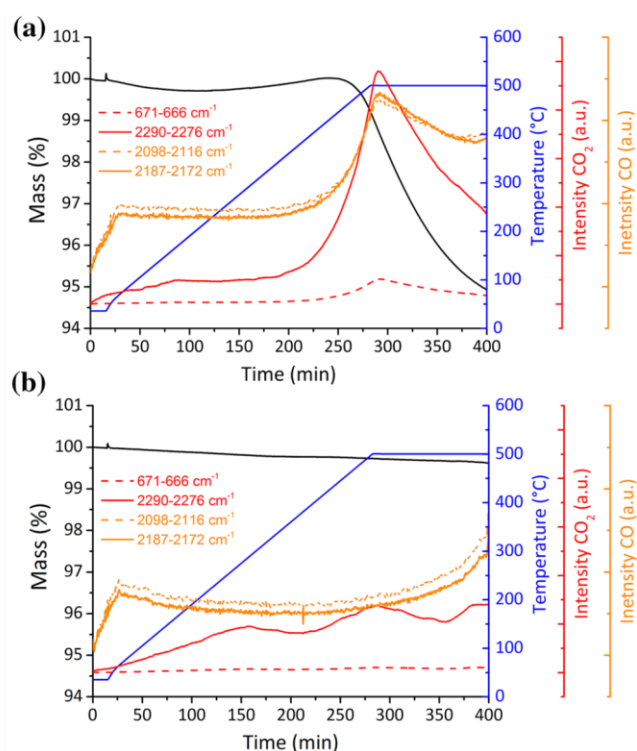 (a)
101
100
99
98
97
96
95
94
Mass (%)
671-666 cm⁻¹
2290-2276 cm⁻¹
2098-2116 cm⁻¹
2187-2172 cm⁻¹
0 50 100 150 200 250 300 350 400
Time (min)
600
500
400
300
200
100
0
Temperature (°C)
Intensity CO₂ (a.u.)
Inetnsity CO (a.u.)
(b)
101
100
99
98
97
96
95
94
Mass (%)
671-666 cm⁻¹
2290-2276 cm⁻¹
2098-2116 cm⁻¹
2187-2172 cm⁻¹
0 50 100 150 200 250 300 350 400
Time (min)
600
500
400
300
200
100
0
Temperature (°C)
Intensity CO₂ (a.u.)
Inetnsity CO (a.u.)